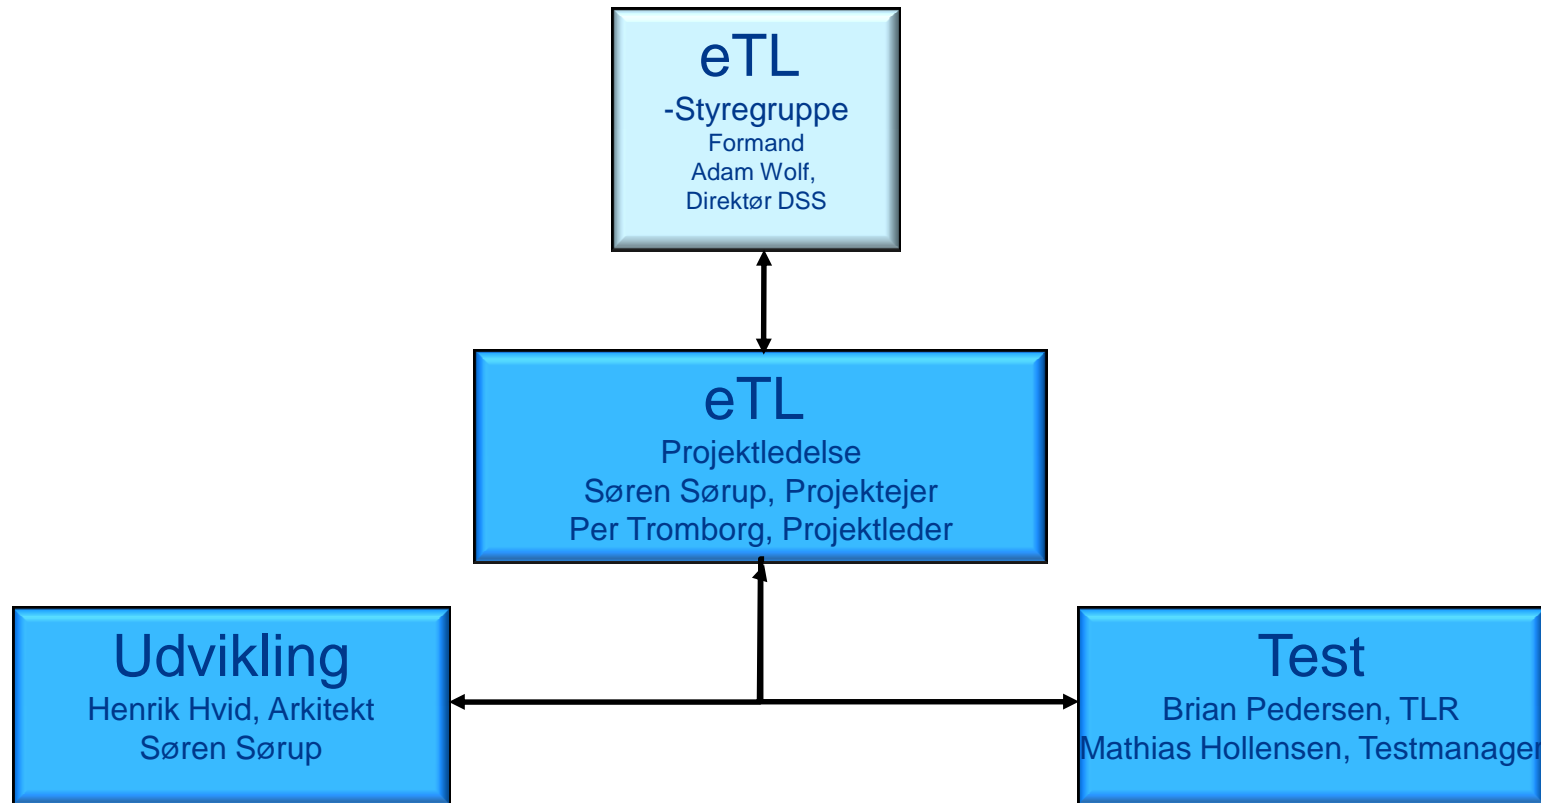 eTL
-Styregruppe
Formand
Adam Wolf,
Direktør DSS
eTL
Projektledelse
Søren Sørup, Projektejer
Per Tromborg, Projektleder
Udvikling
Henrik Hvid, Arkitekt
Søren Sørup
Test
Brian Pedersen, TLR
Mathias Hollensen, Testmanager